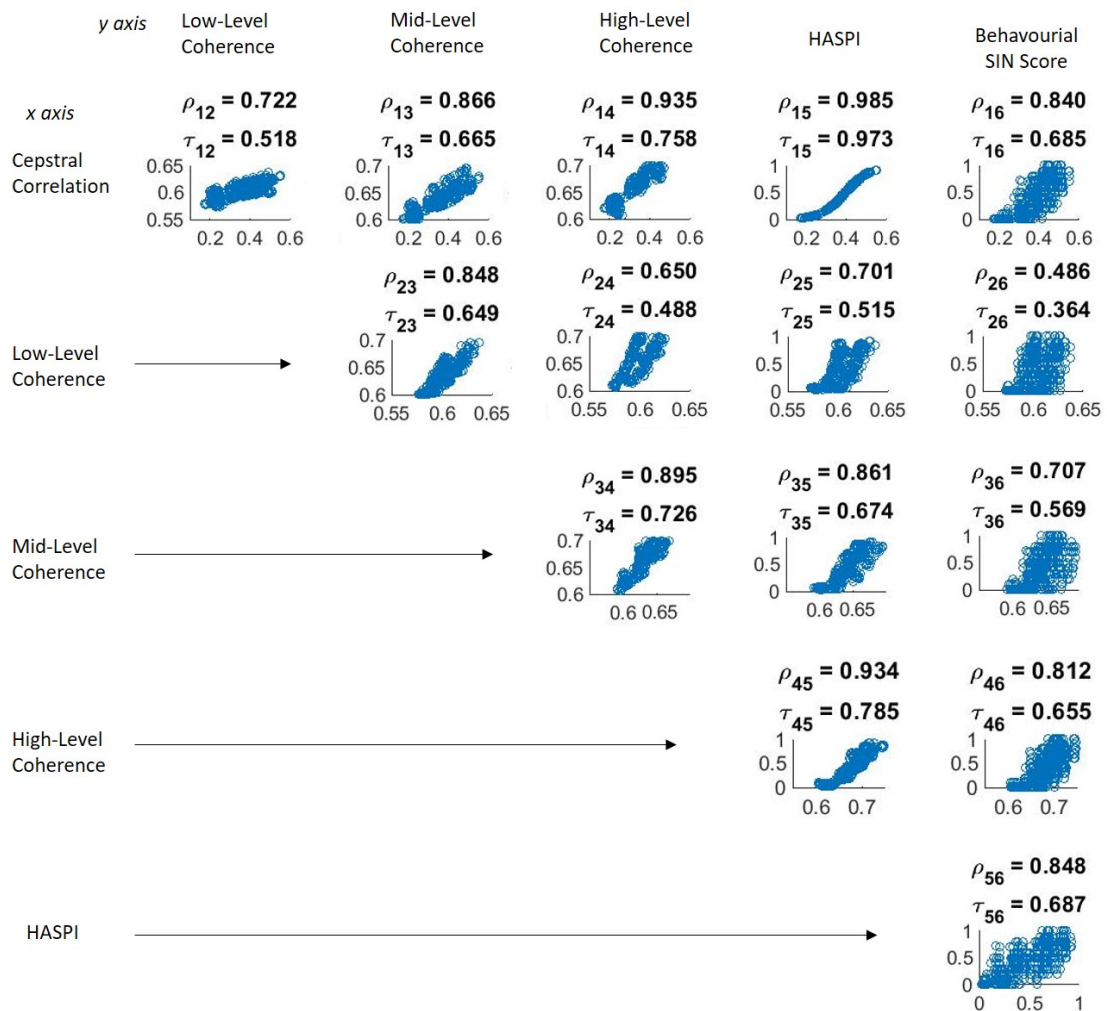 y axis
Low-Level
Coherence
Mid-Level
Coherence
High-Level
Coherence
HASPI
Behavourial
SIN Score
x axis
Cepstral
Correlation
ρ12 = 0.722
τ12 = 0.518
0.65
0.6
0.55
0.2 0.4 0.6
ρ13 = 0.866
τ13 = 0.665
0.7
0.65
0.6
0.2 0.4 0.6
ρ14 = 0.935
τ14 = 0.758
0.7
0.65
0.6
0.2 0.4 0.6
ρ15 = 0.985
τ15 = 0.973
1
0.5
0
0.2 0.4 0.6
ρ16 = 0.840
τ16 = 0.685
1
0.5
0
0.2 0.4 0.6
Low-Level
Coherence
ρ23 = 0.848
τ23 = 0.649
0.7
0.65
0.6
0.55 0.6 0.65
ρ24 = 0.650
τ24 = 0.488
0.7
0.65
0.6
0.55 0.6 0.65
ρ25 = 0.701
τ25 = 0.515
1
0.5
0
0.55 0.6 0.65
ρ26 = 0.486
τ26 = 0.364
1
0.5
0
0.55 0.6 0.65
Mid-Level
Coherence
ρ34 = 0.895
τ34 = 0.726
0.7
0.65
0.6
0.6 0.65
ρ35 = 0.861
τ35 = 0.674
1
0.5
0
0.6 0.65
ρ36 = 0.707
τ36 = 0.569
1
0.5
0
0.6 0.65
High-Level
Coherence
ρ45 = 0.934
τ45 = 0.785
1
0.5
0
0.6 0.7
ρ46 = 0.812
τ46 = 0.655
1
0.5
0
0.6 0.7
HASPI
ρ56 = 0.848
τ56 = 0.687
1
0.5
0
0 0.5 1